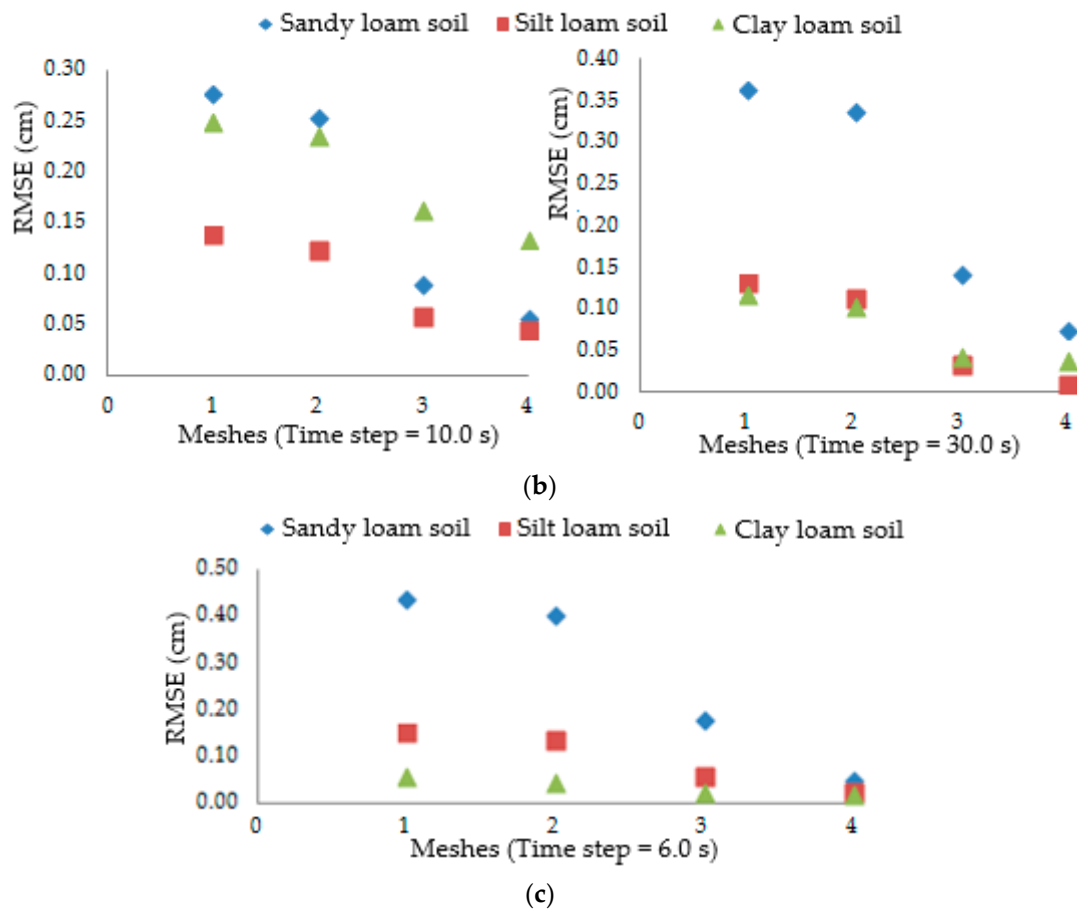 Sandy loam soil Silt loam soil Clay loam soil
0.30
0.25
0.20
0.15
0.10
0.05
0.00
RMSE (cm)
0 1 2 3 4
Meshes (Time step = 10.0 s)
0.40
0.35
0.30
0.25
0.20
0.15
0.10
0.05
0.00
RMSE (cm)
0 1 2 3 4
Meshes (Time step = 30.0 s)
(b)
Sandy loam soil Silt loam soil Clay loam soil
0.50
0.40
0.30
0.20
0.10
0.00
RMSE (cm)
0 1 2 3 4
Meshes (Time step = 6.0 s)
(c)